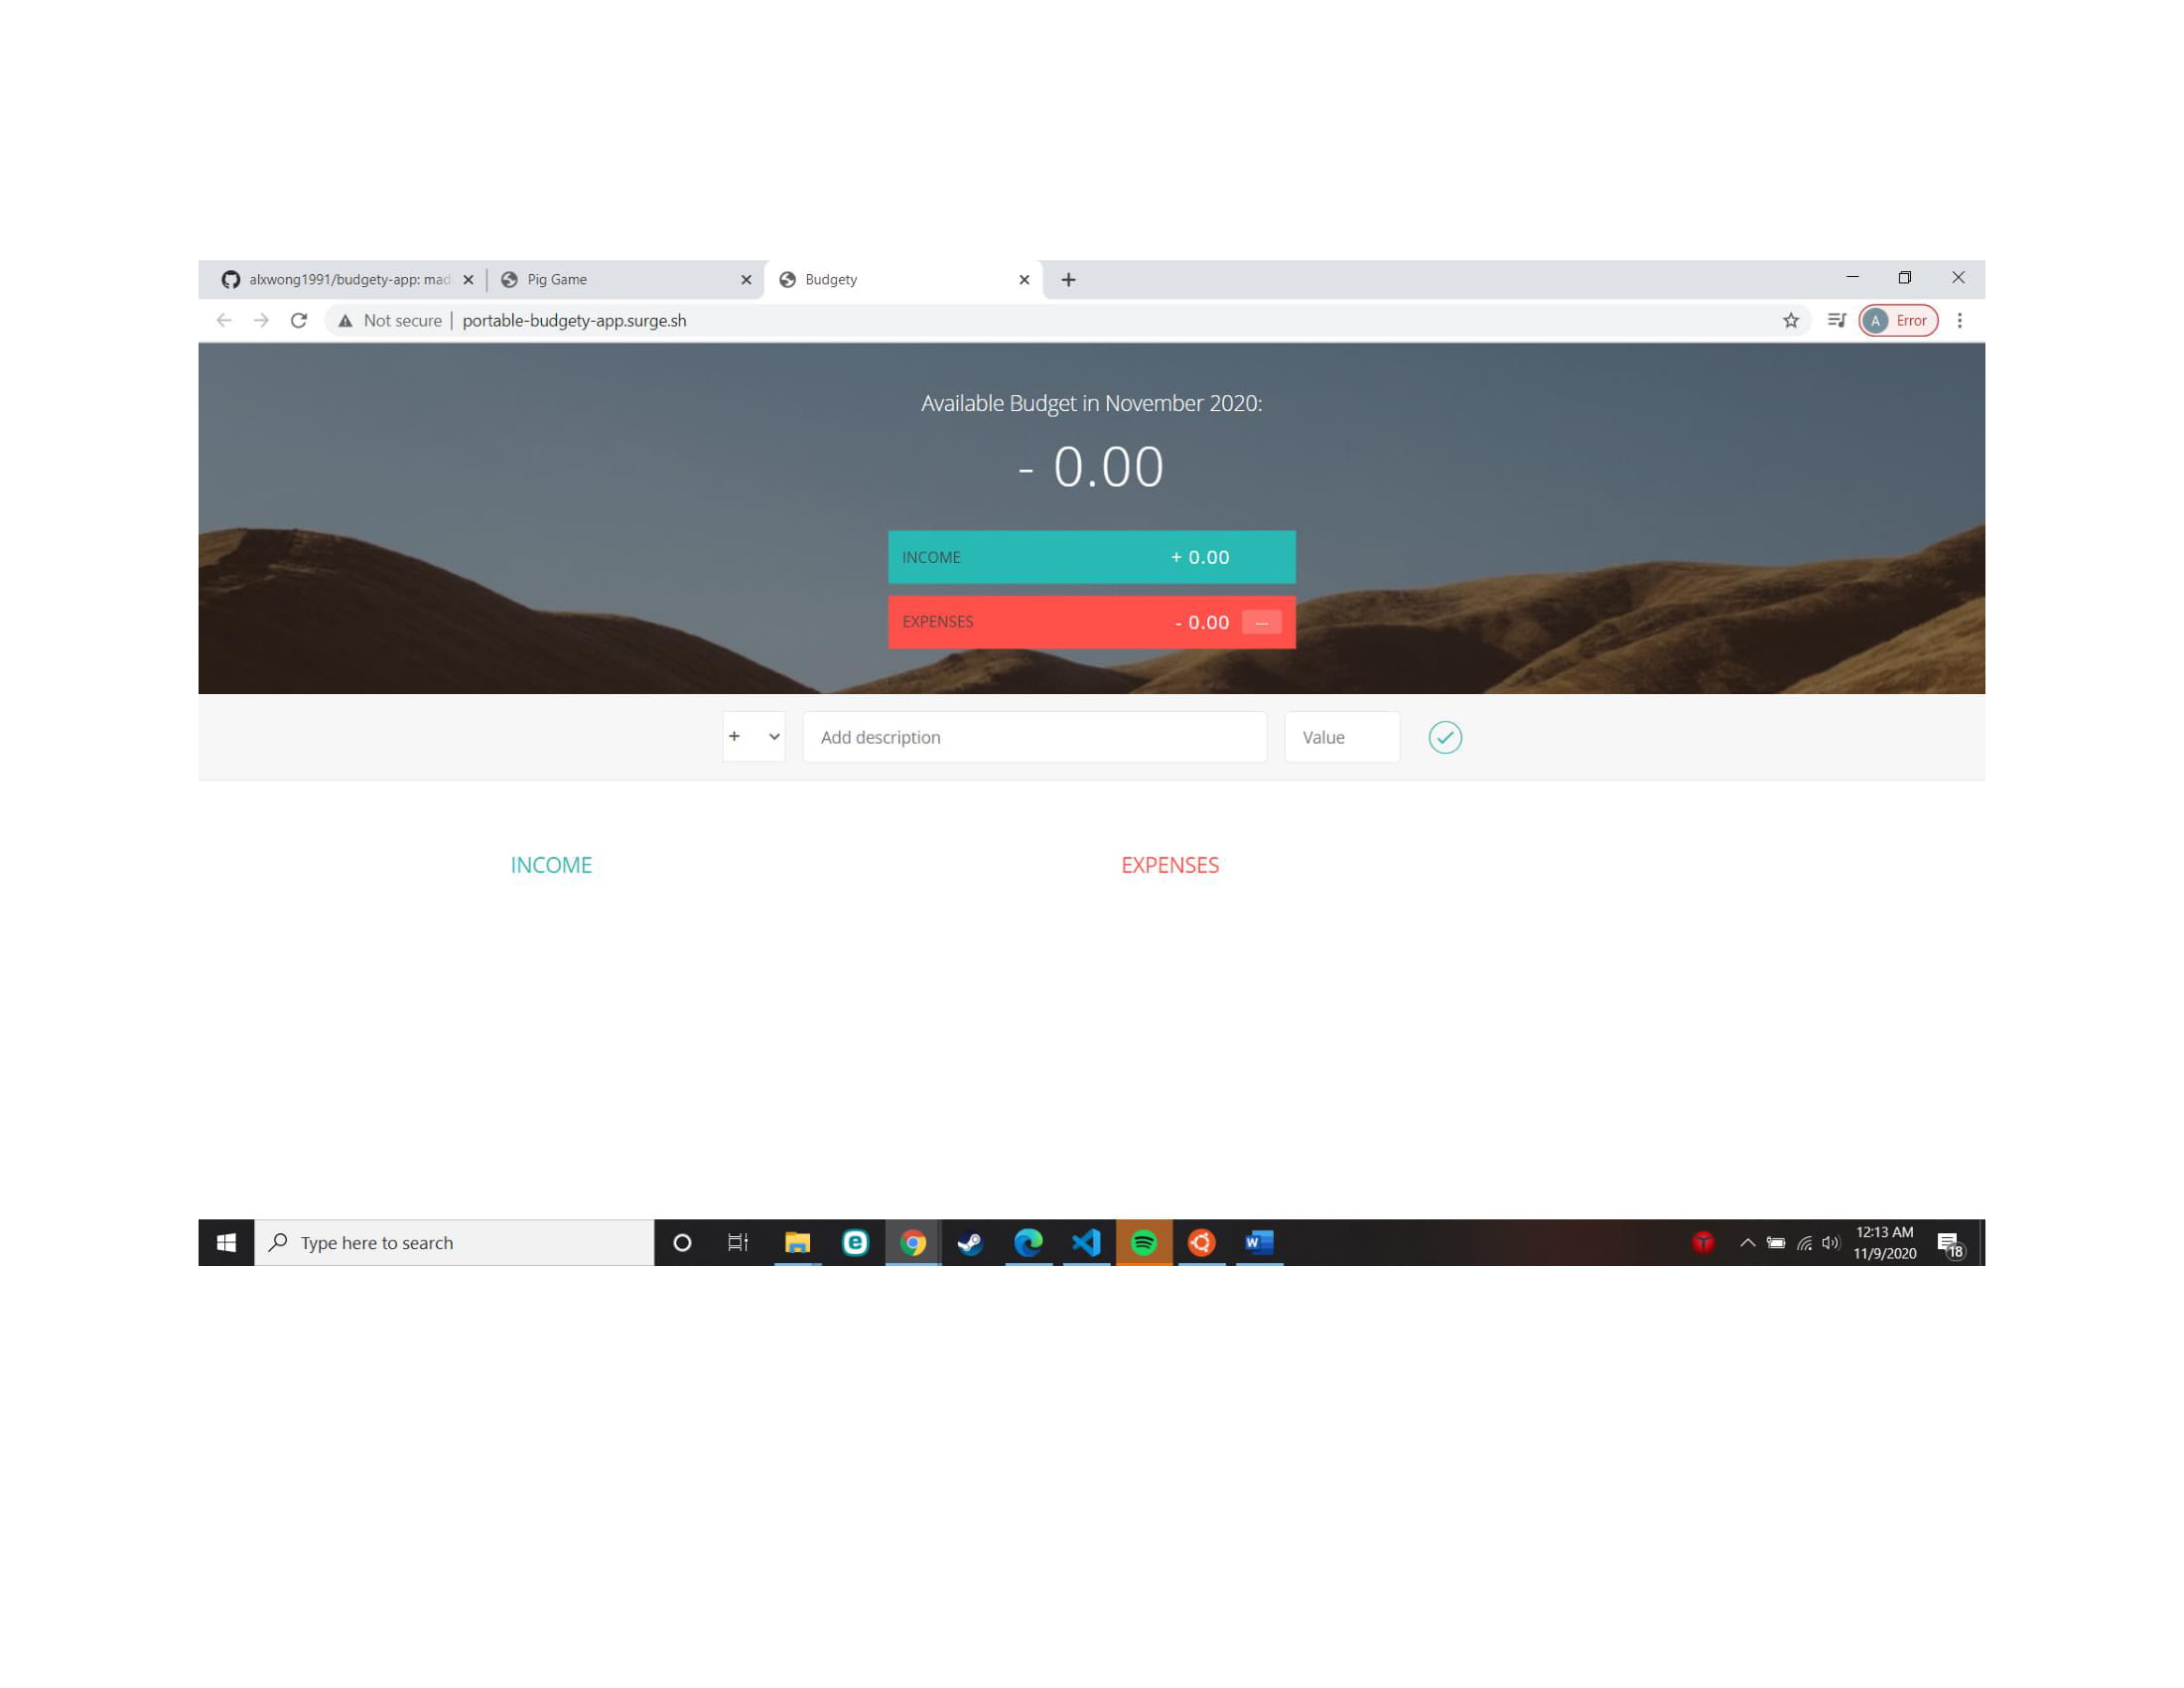 alxwong1991/budgety-app: mad
Pig Game
Budgety
Not secure | portable-budgety-app.surge.sh
A Error
Available Budget in November 2020:
- 0.00
INCOME + 0.00
EXPENSES - 0.00 ---
+ Add description Value
INCOME EXPENSES
Type here to search
12:13 AM
11/9/2020
18